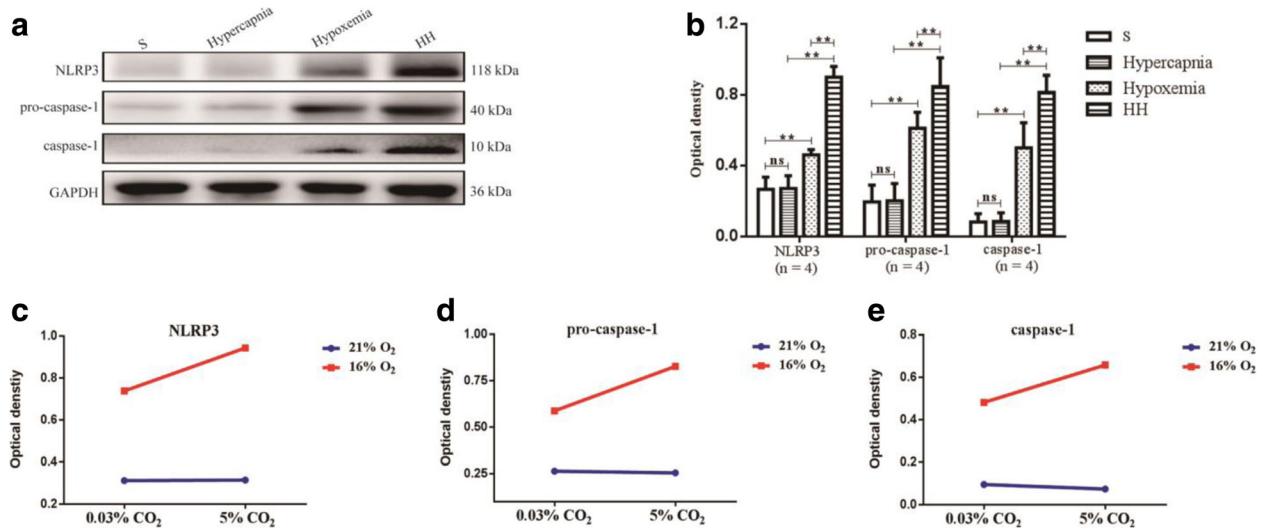 a
S Hypercapnia Hypoxemia HH
NLRP3 118 kDa
pro-caspase-1 40 kDa
caspase-1 10 kDa
GAPDH 36 kDa
b
Optical denstiy
1.2
0.8
0.4
0.0
** ** ** ns
** ** ** ns
** ** ** ns
NLRP3 pro-caspase-1 caspase-1
(n = 4) (n = 4) (n = 4)
S
Hypercapnia
Hypoxemia
HH
c
NLRP3
Optical denstiy
1.0
0.8
0.6
0.4
0.2
0.03% CO2 5% CO2
21% O2
16% O2
d
pro-caspase-1
Optical denstiy
1.00
0.75
0.50
0.25
0.03% CO2 5% CO2
21% O2
16% O2
e
caspase-1
Optical denstiy
0.8
0.6
0.4
0.2
0.0
0.03% CO2 5% CO2
21% O2
16% O2